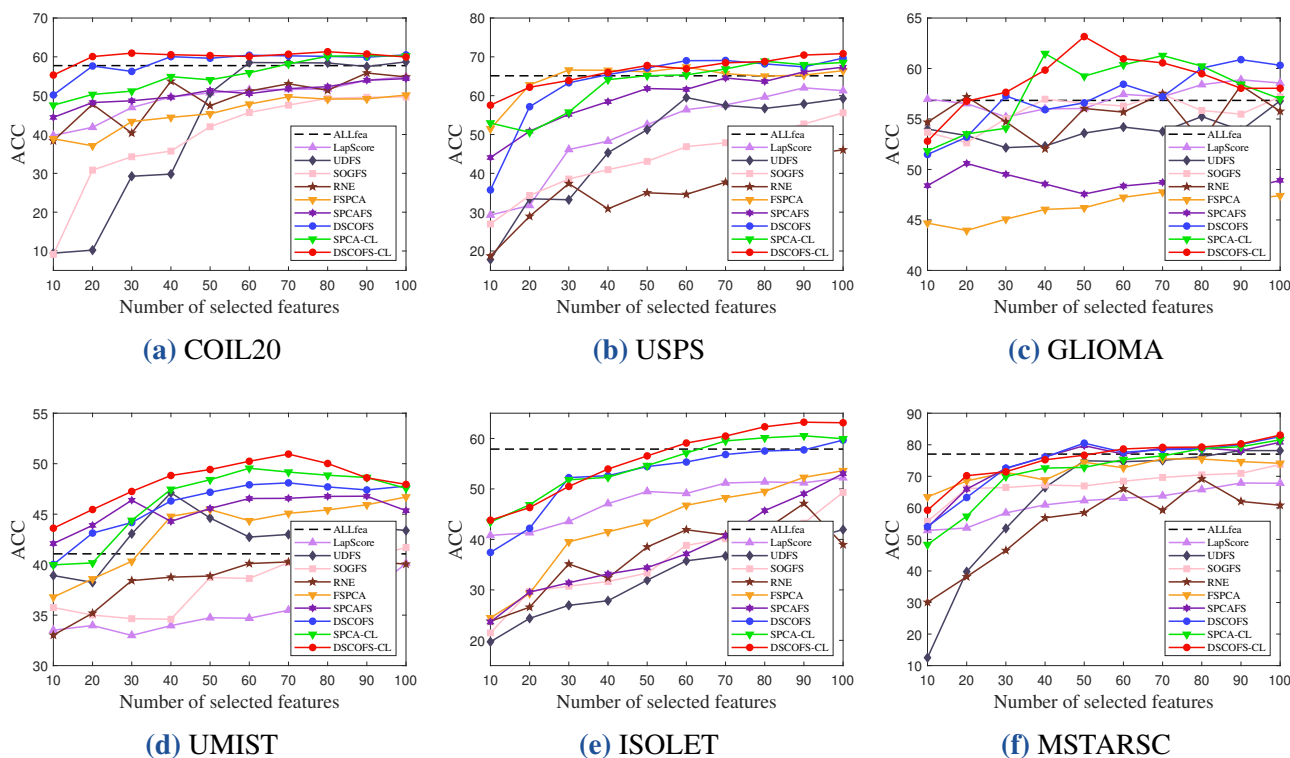 70
60
50
40
30
20
10
ACC
10 20 30 40 50 60 70 80 90 100
Number of selected features
ALLfea
LapScore
UDFS
SOGFS
RNE
FSPCA
SPCAFS
DSCOFS
SPCA-CL
DSCOFS-CL
(a) COIL20
80
70
60
50
40
30
20
ACC
10 20 30 40 50 60 70 80 90 100
Number of selected features
ALLfea
LapScore
UDFS
SOGFS
RNE
FSPCA
SPCAFS
DSCOFS
SPCA-CL
DSCOFS-CL
(b) USPS
65
60
55
50
45
40
ACC
10 20 30 40 50 60 70 80 90 100
Number of selected features
ALLfea
LapScore
UDFS
SOGFS
RNE
FSPCA
SPCAFS
DSCOFS
SPCA-CL
DSCOFS-CL
(c) GLIOMA
55
50
45
40
35
30
ACC
10 20 30 40 50 60 70 80 90 100
Number of selected features
ALLfea
LapScore
UDFS
SOGFS
RNE
FSPCA
SPCAFS
DSCOFS
SPCA-CL
DSCOFS-CL
(d) UMIST
60
50
40
30
20
ACC
10 20 30 40 50 60 70 80 90 100
Number of selected features
ALLfea
LapScore
UDFS
SOGFS
RNE
FSPCA
SPCAFS
DSCOFS
SPCA-CL
DSCOFS-CL
(e) ISOLET
90
80
70
60
50
40
30
20
10
ACC
10 20 30 40 50 60 70 80 90 100
Number of selected features
ALLfea
LapScore
UDFS
SOGFS
RNE
FSPCA
SPCAFS
DSCOFS
SPCA-CL
DSCOFS-CL
(f) MSTARSC